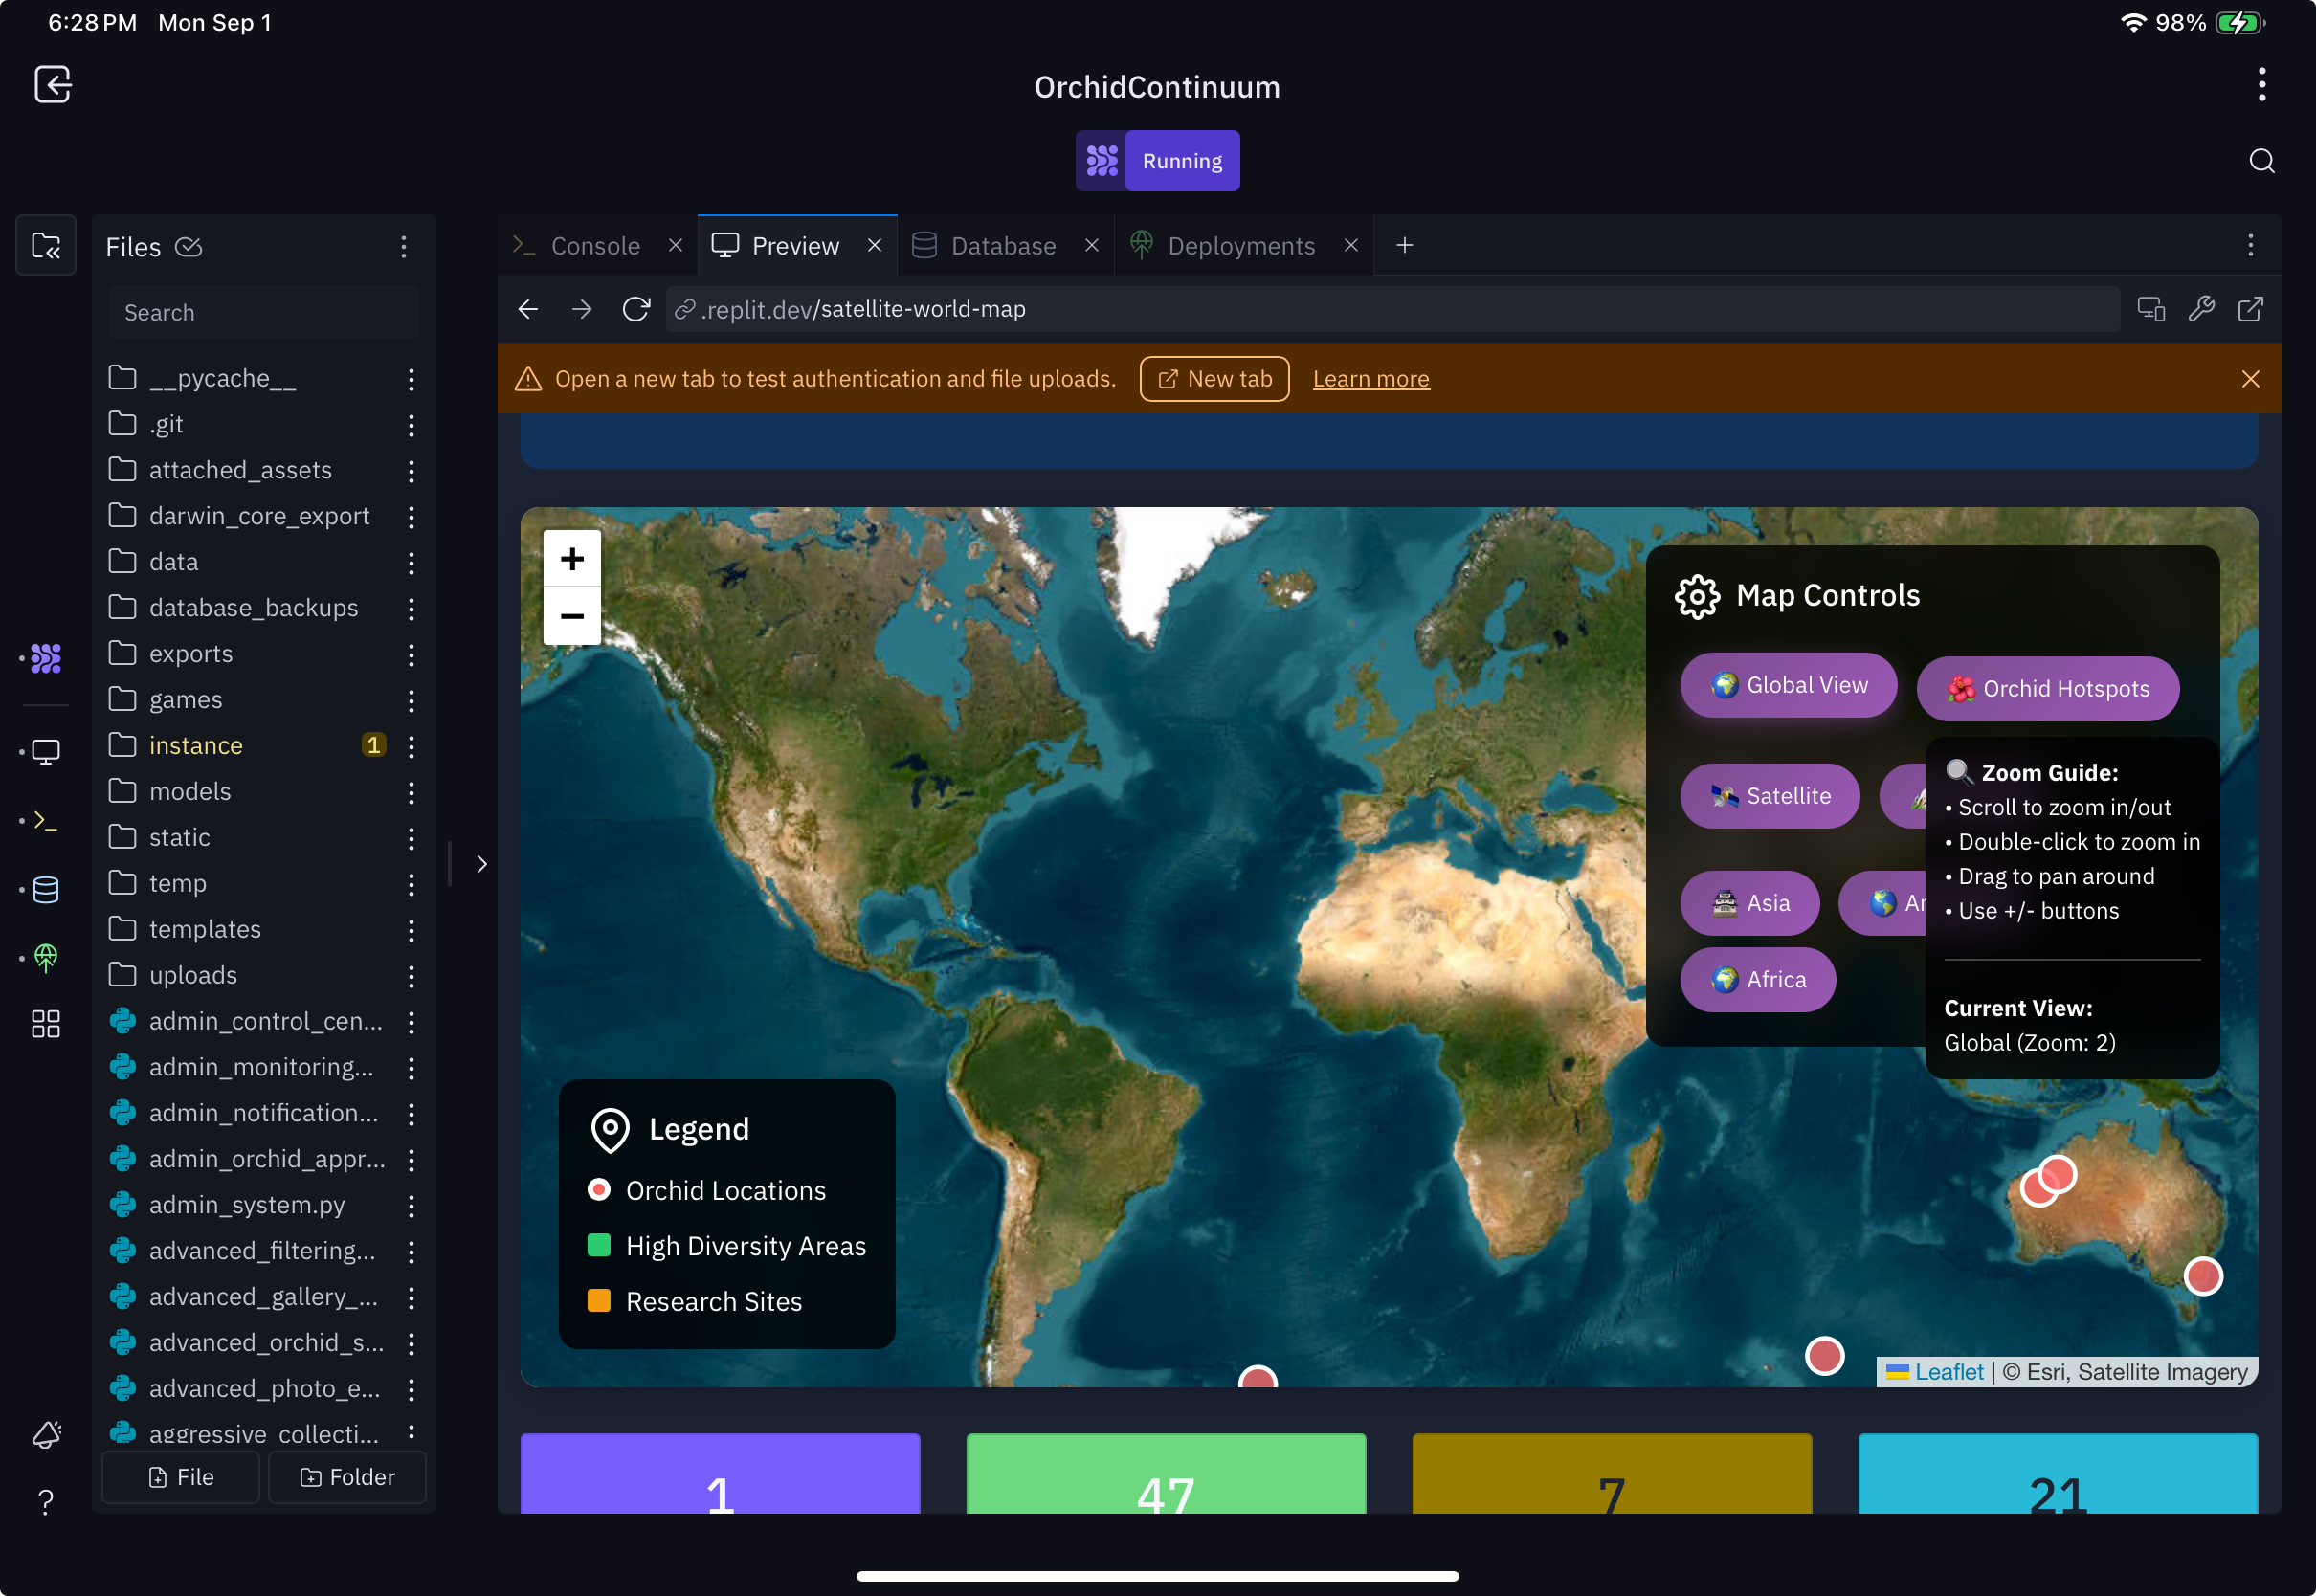 6:28 PM Mon Sep 1
98%
OrchidContinuum
Running
Files
Search
__pycache__
.git
attached_assets
darwin_core_export
data
database_backups
exports
games
instance 1
models
static
temp
templates
uploads
admin_control_cen...
admin_monitoring...
admin_notification...
admin_orchid_appr...
admin_system.py
advanced_filtering...
advanced_gallery_...
advanced_orchid_s...
advanced_photo_e...
aggressive_collecti...
File Folder
Console Preview Database Deployments
.replit.dev/satellite-world-map
Open a new tab to test authentication and file uploads. New tab Learn more
+
−
Map Controls
Global View Orchid Hotspots
Satellite
Asia
Africa
Zoom Guide:
• Scroll to zoom in/out
• Double-click to zoom in
• Drag to pan around
• Use +/- buttons
Current View:
Global (Zoom: 2)
Legend
Orchid Locations
High Diversity Areas
Research Sites
Leaflet | © Esri, Satellite Imagery
1 47 7 21